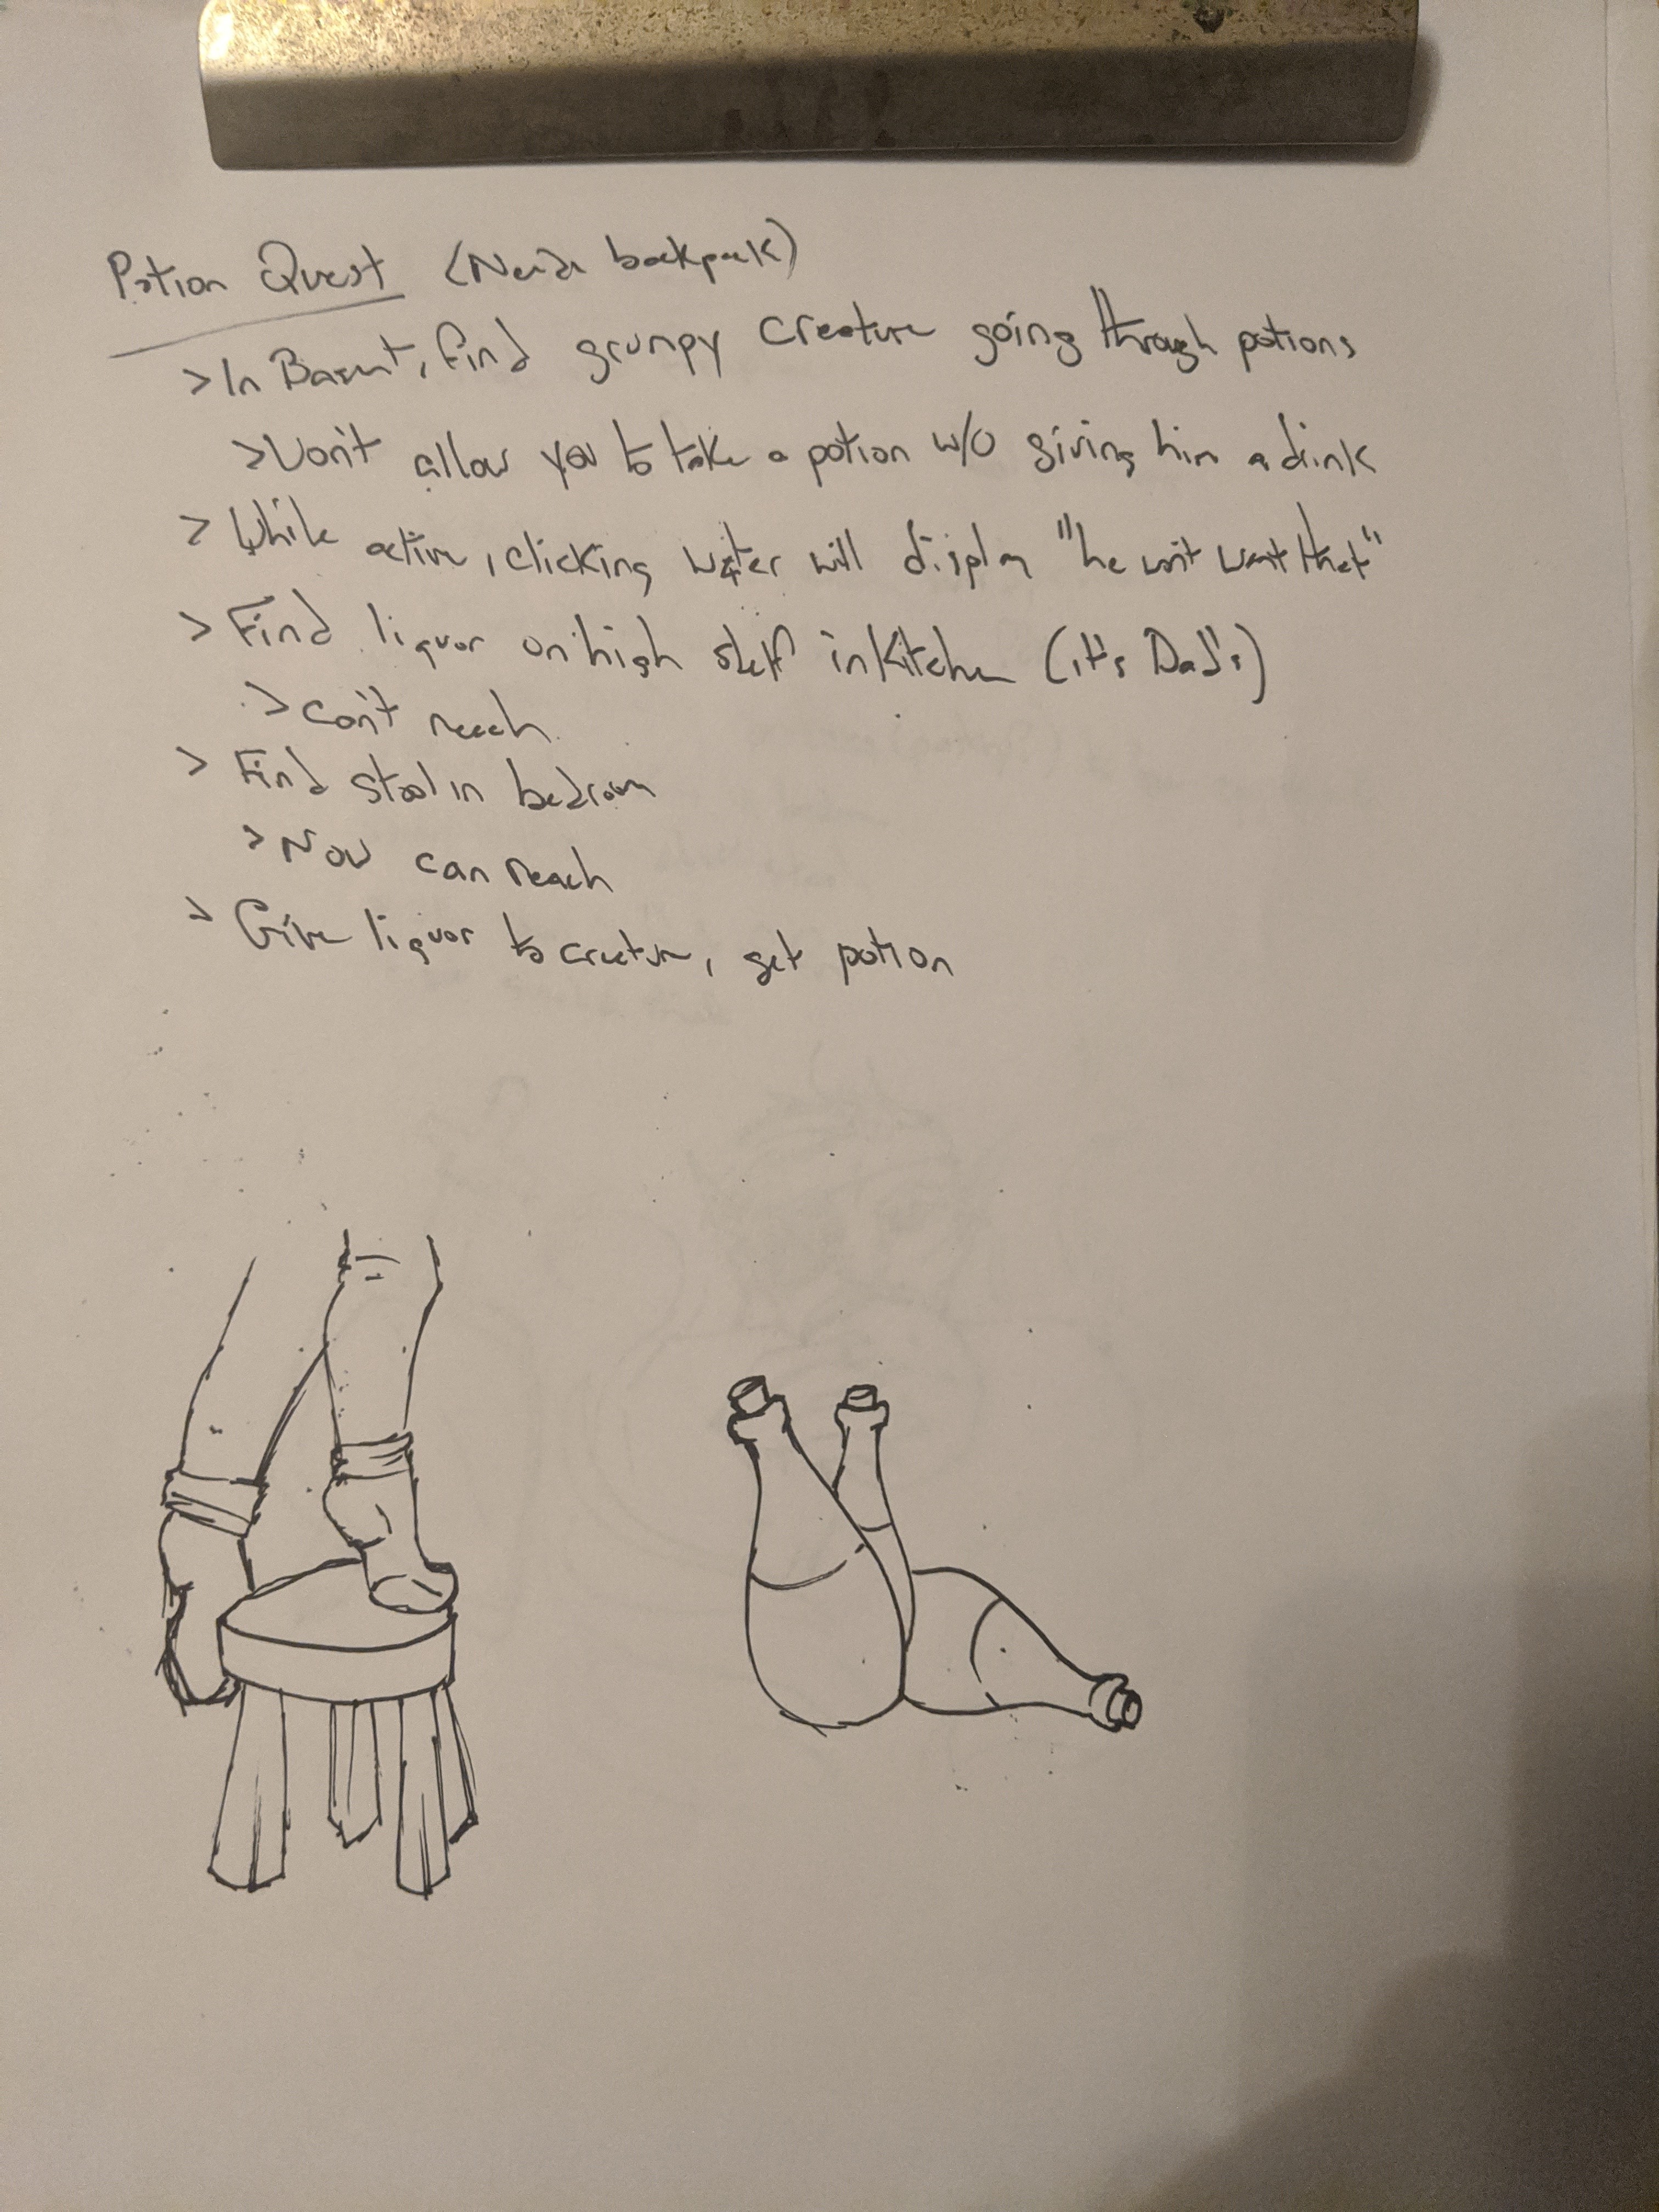 Potion Quest (Needs backpack)
> In Basemt, find grumpy creature going through potions
> Won't allow you to take a potion w/o giving him a drink
> While active, clicking water will display "he won't want that"
> Find liquor on high shelf in Kitchen (it's Dad's)
> Can't reach
> Find stool in bedroom
> Now can reach
> Give liquor to creature, get potion